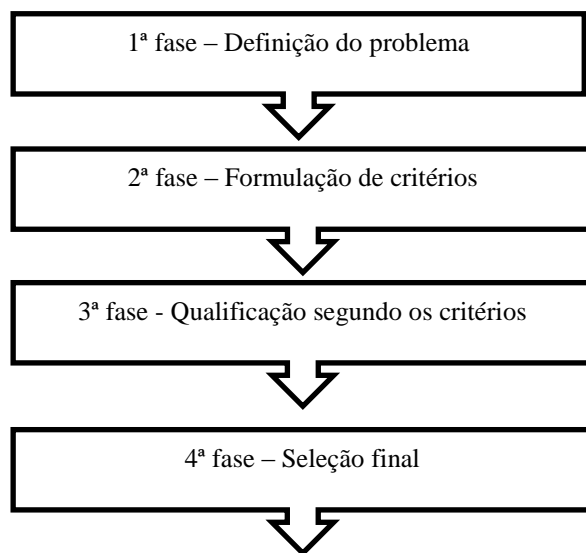 1ª fase – Definição do problema
2ª fase – Formulação de critérios
3ª fase - Qualificação segundo os critérios
4ª fase – Seleção final